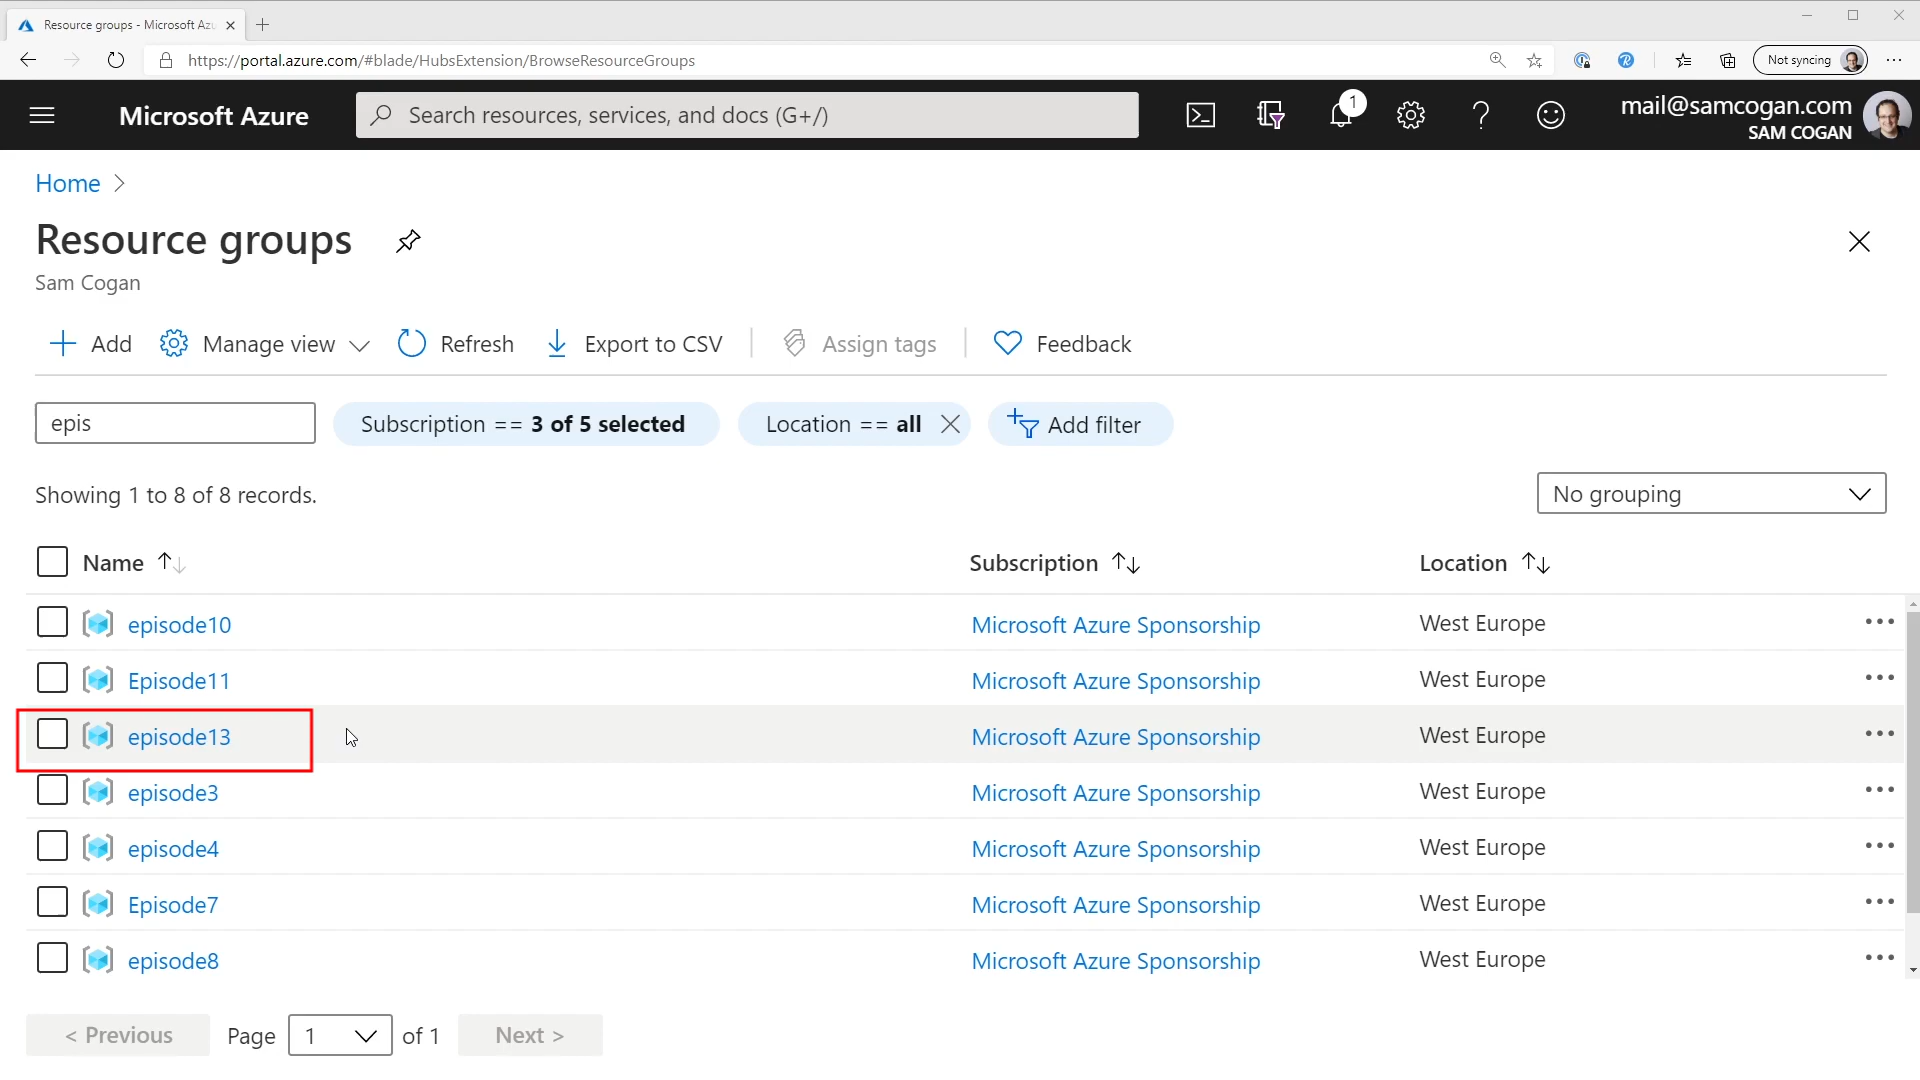 Resource groups - Microsoft Azu
https://portal.azure.com/#blade/HubsExtension/BrowseResourceGroups
Not syncing
Microsoft Azure
Search resources, services, and docs (G+/)
1
mail@samcogan.com
SAM COGAN
Home
Resource groups
Sam Cogan
Add
Manage view
Refresh
Export to CSV
Assign tags
Feedback
epis
Subscription == 3 of 5 selected
Location == all
Add filter
Showing 1 to 8 of 8 records.
No grouping
Name Subscription Location
episode10 Microsoft Azure Sponsorship West Europe
Episode11 Microsoft Azure Sponsorship West Europe
episode13 Microsoft Azure Sponsorship West Europe
episode3 Microsoft Azure Sponsorship West Europe
episode4 Microsoft Azure Sponsorship West Europe
Episode7 Microsoft Azure Sponsorship West Europe
episode8 Microsoft Azure Sponsorship West Europe
< Previous Page 1 of 1 Next >